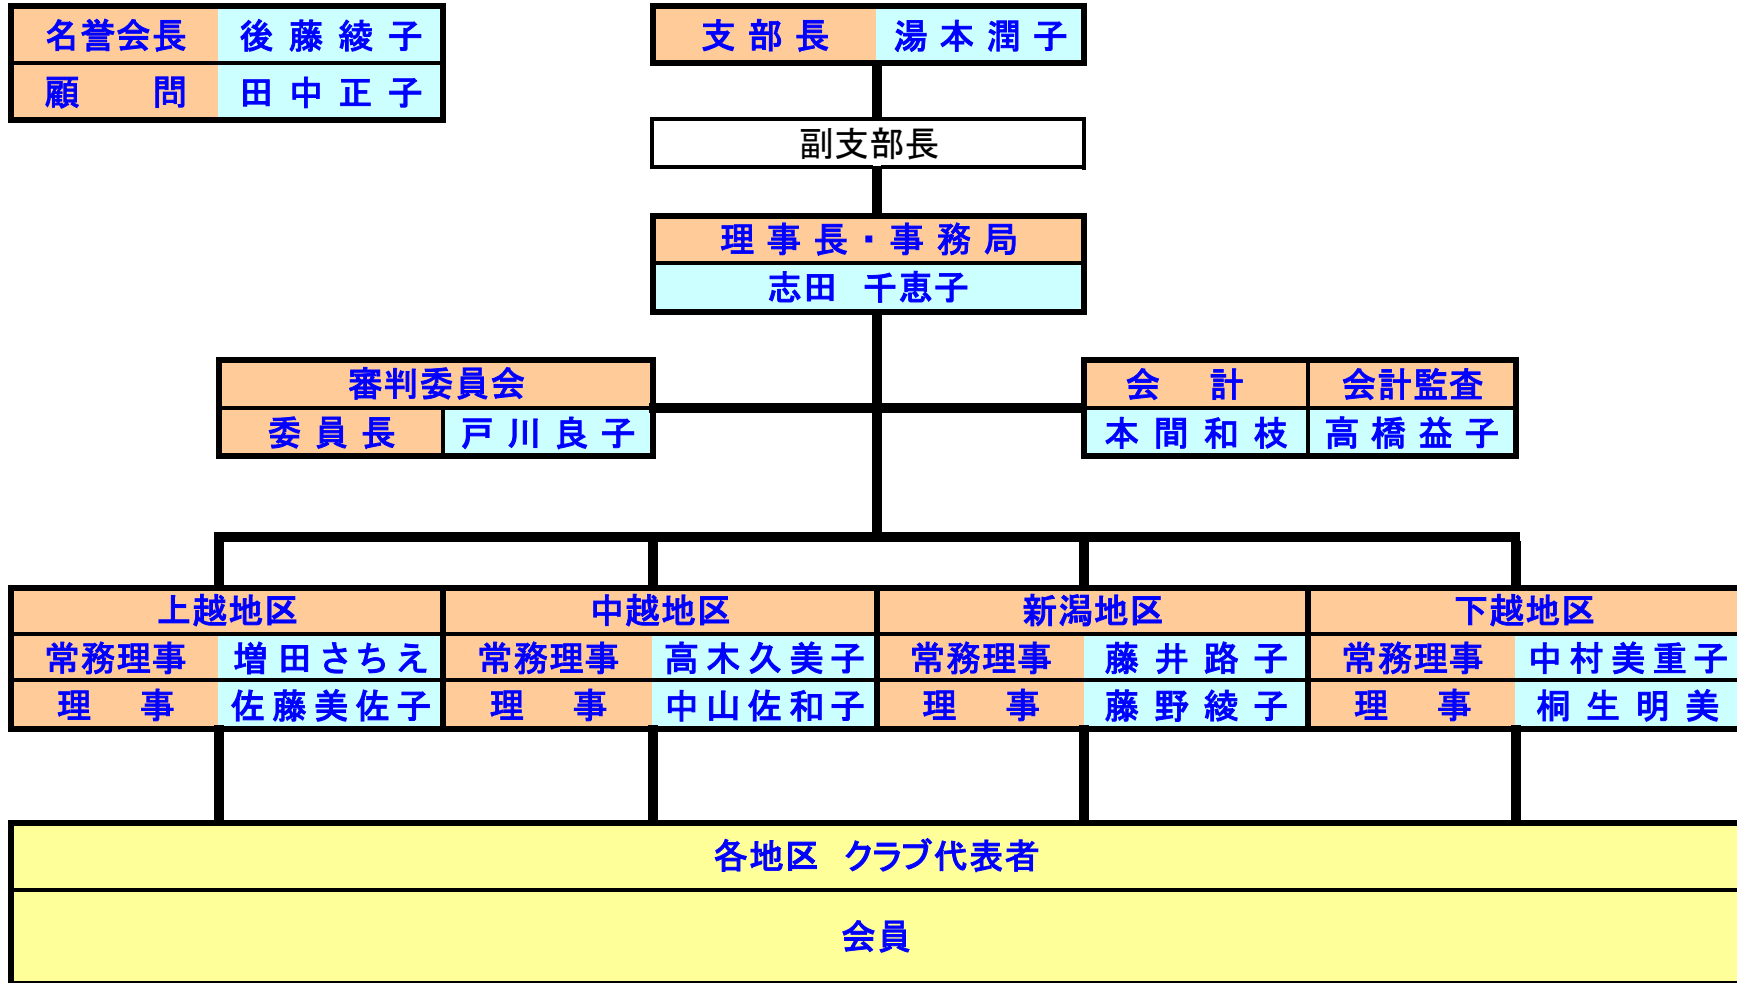 名誉会長 後藤綾子
顧 問 田中正子
支部長 湯本潤子
副支部長
理事長・事務局
志田 千恵子
審判委員会
委員長 戸川良子
会 計 会計監査
本間和枝 高橋益子
上越地区 中越地区 新潟地区 下越地区
常務理事 増田さちえ 常務理事 高木久美子 常務理事 藤井路子 常務理事 中村美重子
理 事 佐藤美佐子 理 事 中山佐和子 理 事 藤野綾子 理 事 桐生明美
各地区 クラブ代表者
会員